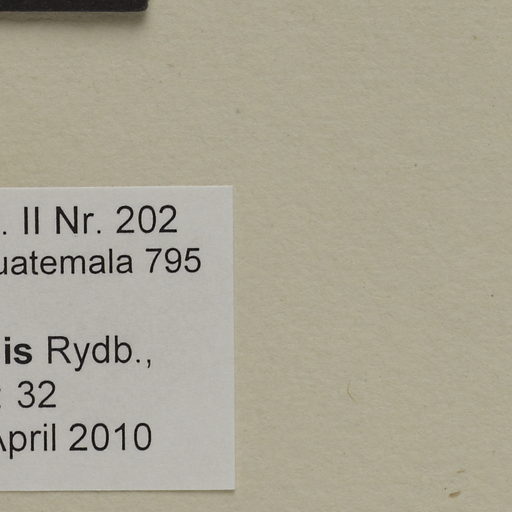 . II Nr. 202
uatemala 795
is Rydb.,
: 32
April 2010